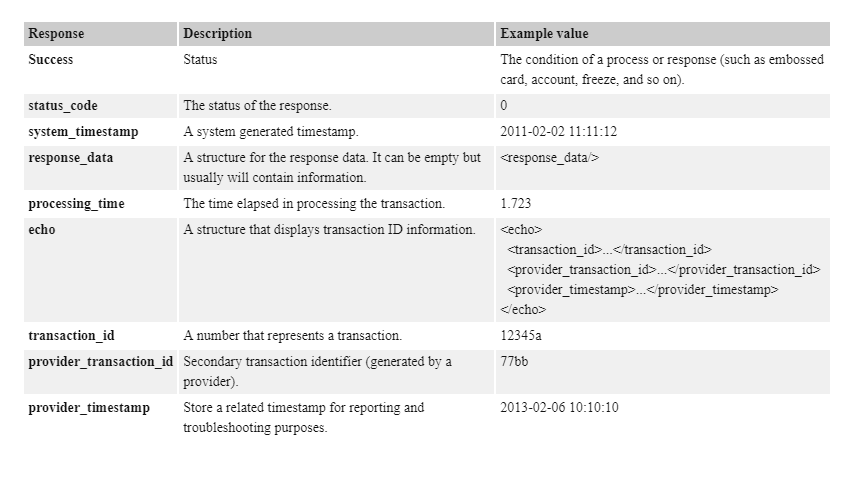 Response Description Example value
Success Status The condition of a process or response (such as embossed
card, account, freeze, and so on).
status_code The status of the response. 0
system_timestamp A system generated timestamp. 2011-02-02 11:11:12
response_data A structure for the response data. It can be empty but <response_data/>
usually will contain information.
processing_time The time elapsed in processing the transaction. 1.723
echo A structure that displays transaction ID information. <echo>
<transaction_id>...</transaction_id>
<provider_transaction_id>...</provider_transaction_id>
<provider_timestamp>...</provider_timestamp>
</echo>
transaction_id A number that represents a transaction. 12345a
provider_transaction_id Secondary transaction identifier (generated by a 77bb
provider).
provider_timestamp Store a related timestamp for reporting and 2013-02-06 10:10:10
troubleshooting purposes.